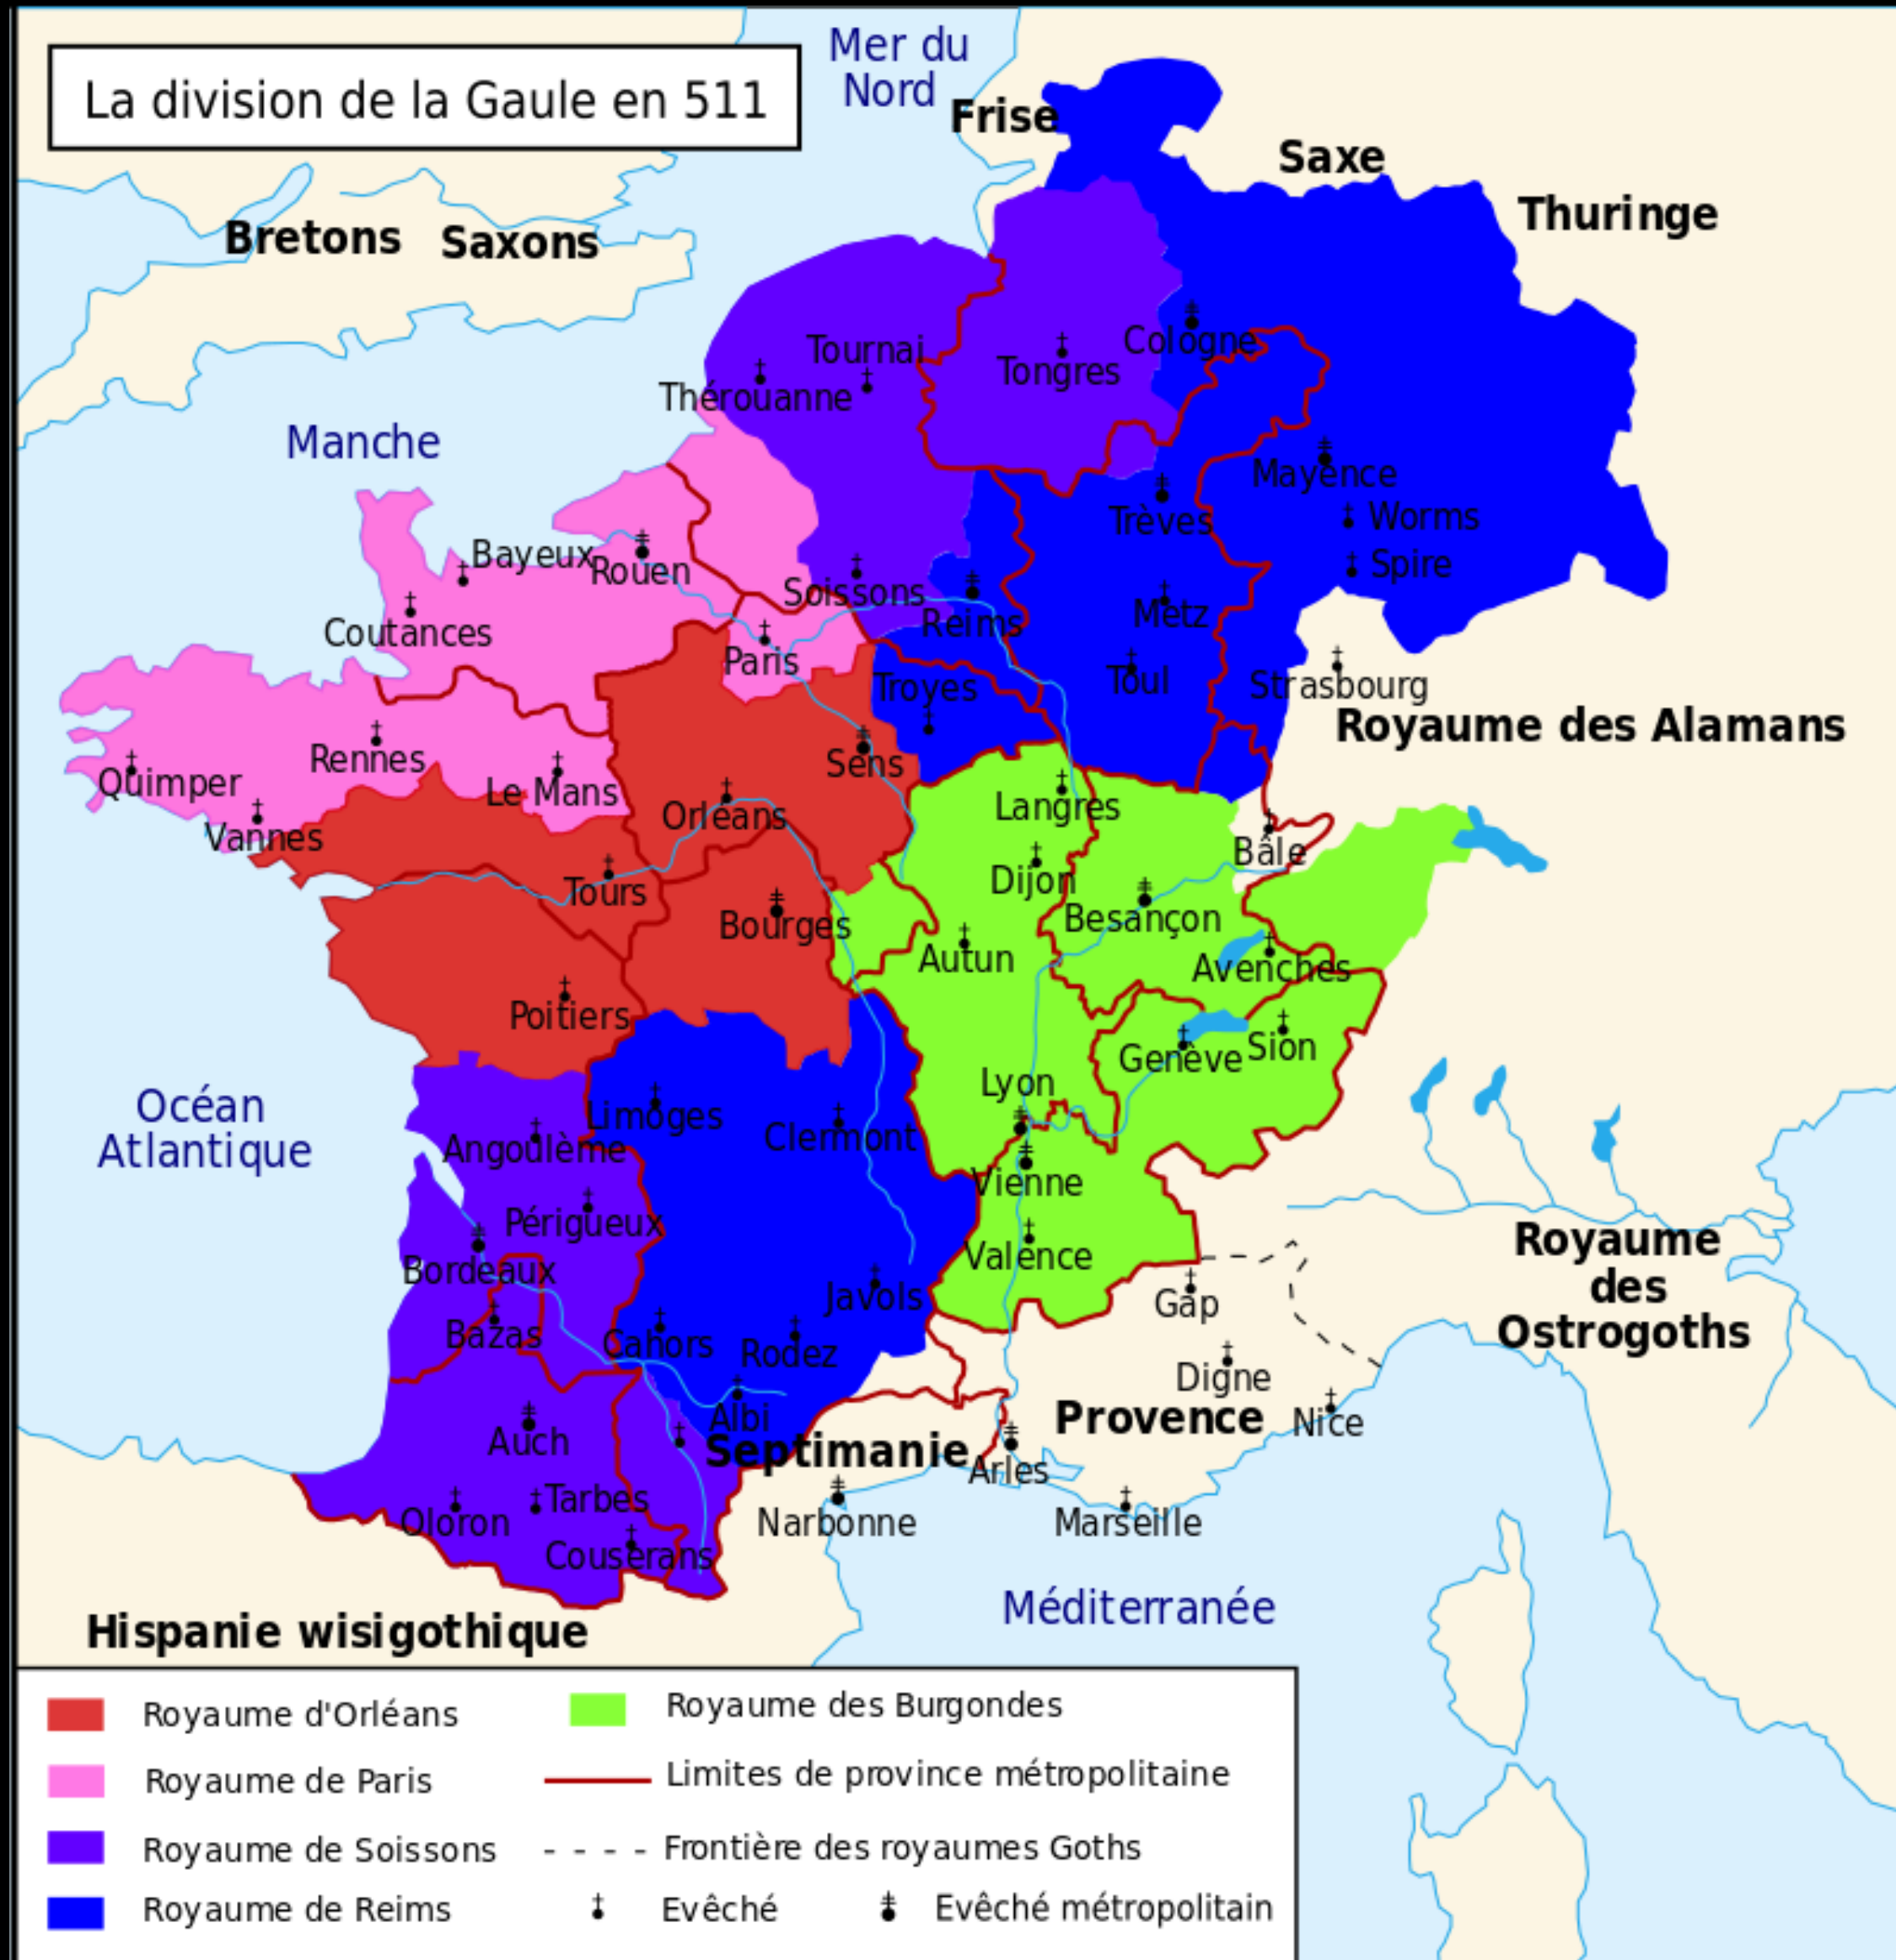 La division de la Gaule en 511
Mer du
Nord
Frise
Saxe
Thuringe
Bretons
Saxons
Tournai
Cologne
Tongres
Thérouanne
Manche
Mayence
Trèves
Worms
Bayeux
Rouen
Spire
Soissons
Reims
Metz
Coutances
Paris
Troyes
Toul
Strasbourg
Royaume des Alamans
Rennes
Sens
Quimper
Le Mans
Orléans
Langres
Vannes
Bâle
Dijon
Tours
Besançon
Bourges
Autun
Avenches
Poitiers
Genève
Sion
Lyon
Océan
Atlantique
Limoges
Clermont
Angoulème
Vienne
Périgueux
Valence
Royaume
des
Ostrogoths
Bordeaux
Javols
Gap
Bazas
Cahors
Rodez
Digne
Albi
Provence
Nice
Auch
Septimanie
Arles
Tarbes
Oloron
Narbonne
Marseille
Couserans
Méditerranée
Hispanie wisigothique
Royaume d'Orléans
Royaume de Paris
Royaume de Soissons
Royaume de Reims
Royaume des Burgondes
Limites de province métropolitaine
Frontière des royaumes Goths
Evêché
Evêché métropolitain